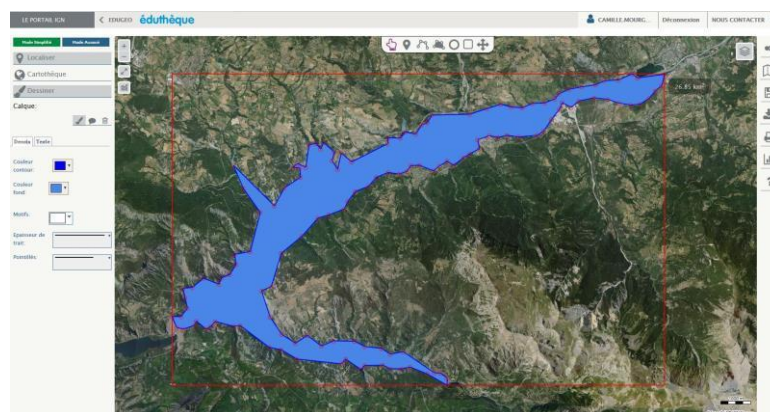 LE PORTAIL IGN
EDUGEO
éduthèque
CAMILLE.MOURG...
Déconnexion
NOUS CONTACTER
Mode Simplifié
Mode Avancé
Localiser
Cartothèque
Dessiner
Calque:
Dessin
Texte
Couleur
contour:
Couleur
fond:
Motifs:
Epaisseur de
trait:
Pointillés:
26.85 km²